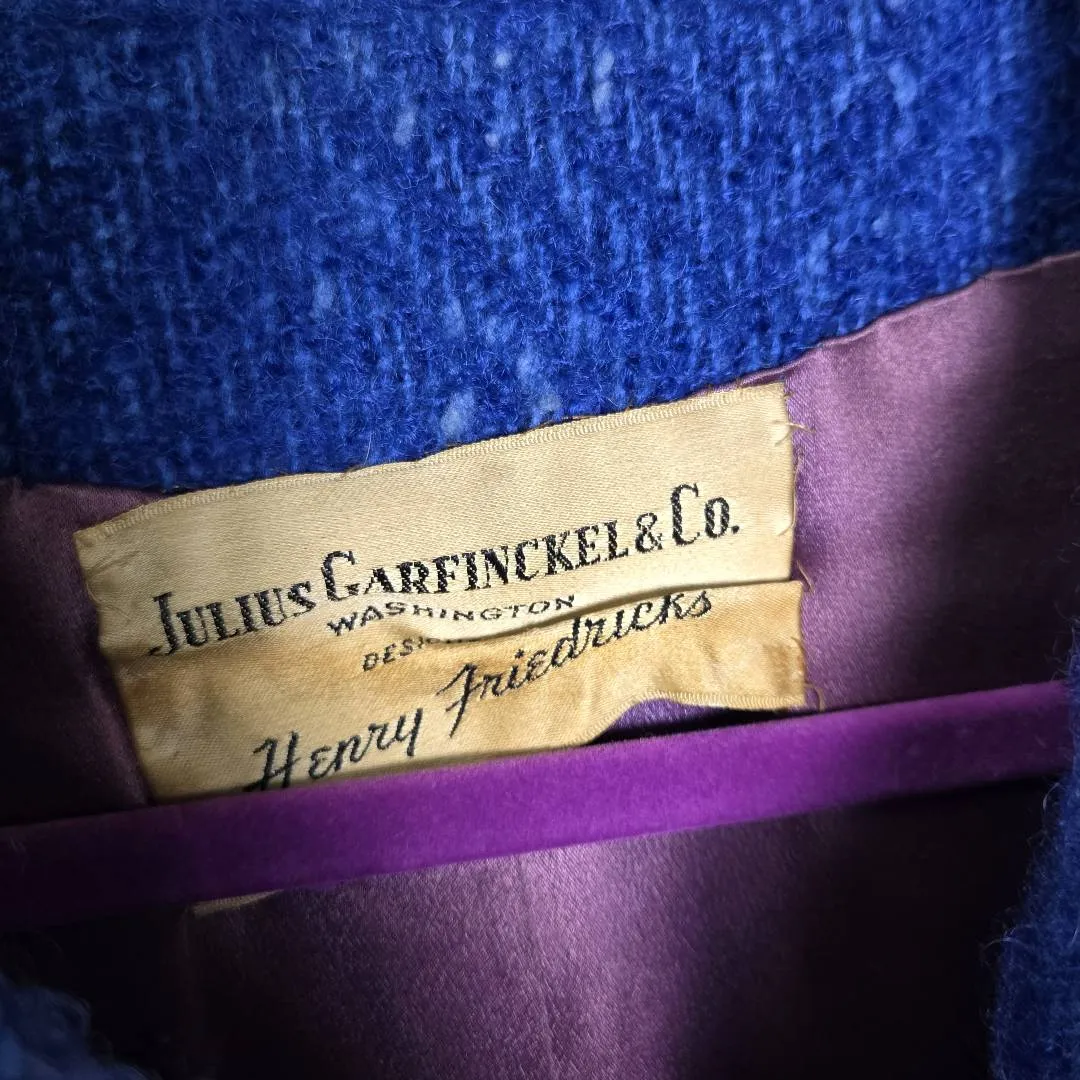 JULIUS GARFINCKEL & CO.
WASHINGTON
Henry Friedricks